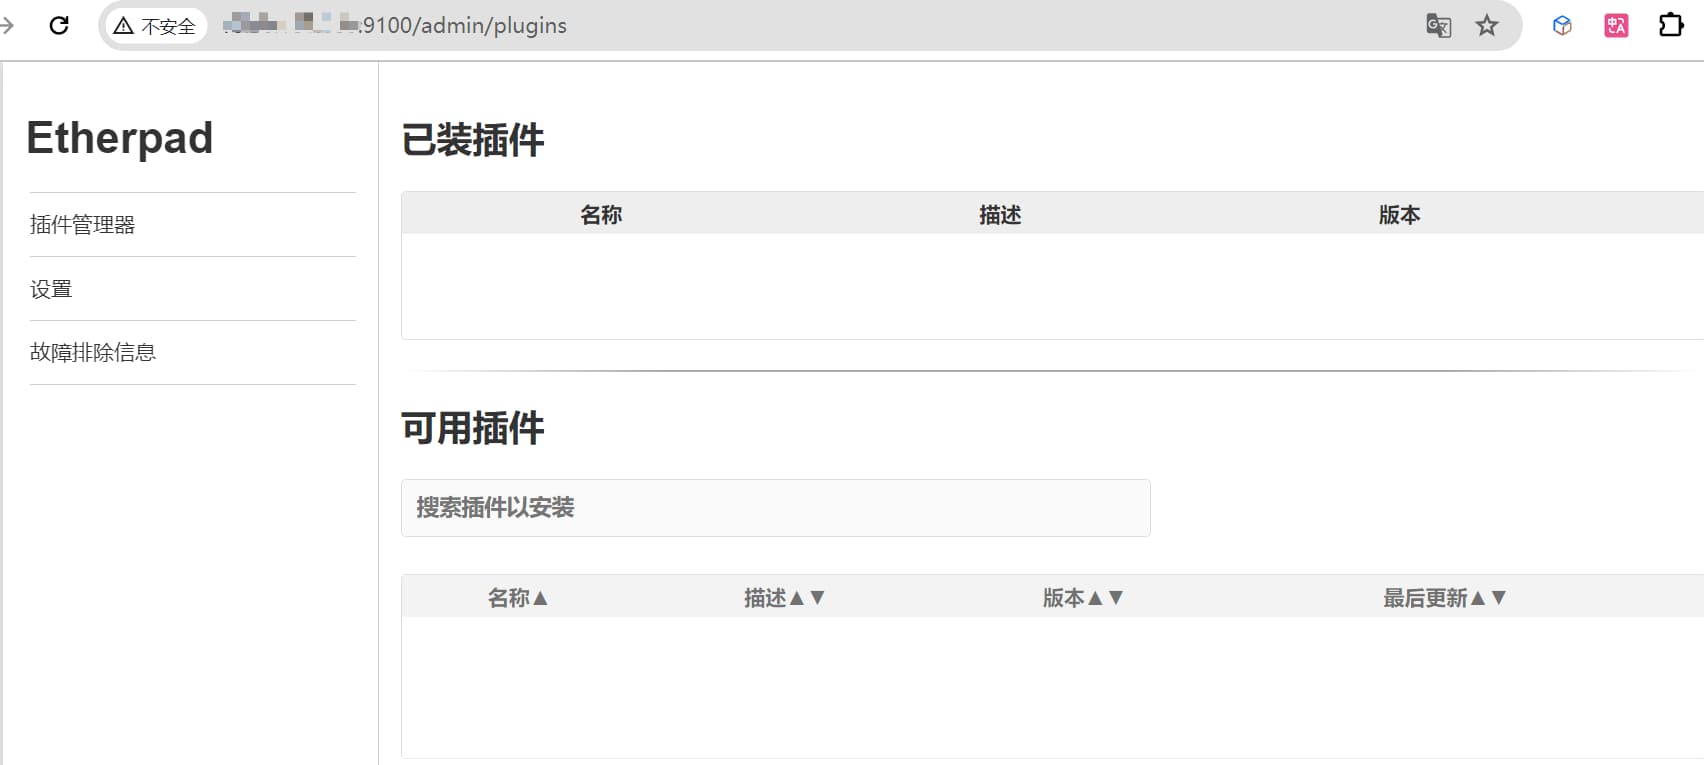 不安全 :9100/admin/plugins
Etherpad
插件管理器
设置
故障排除信息
已装插件
名称 描述 版本
可用插件
搜索插件以安装
名称▲ 描述▲▼ 版本▲▼ 最后更新▲▼